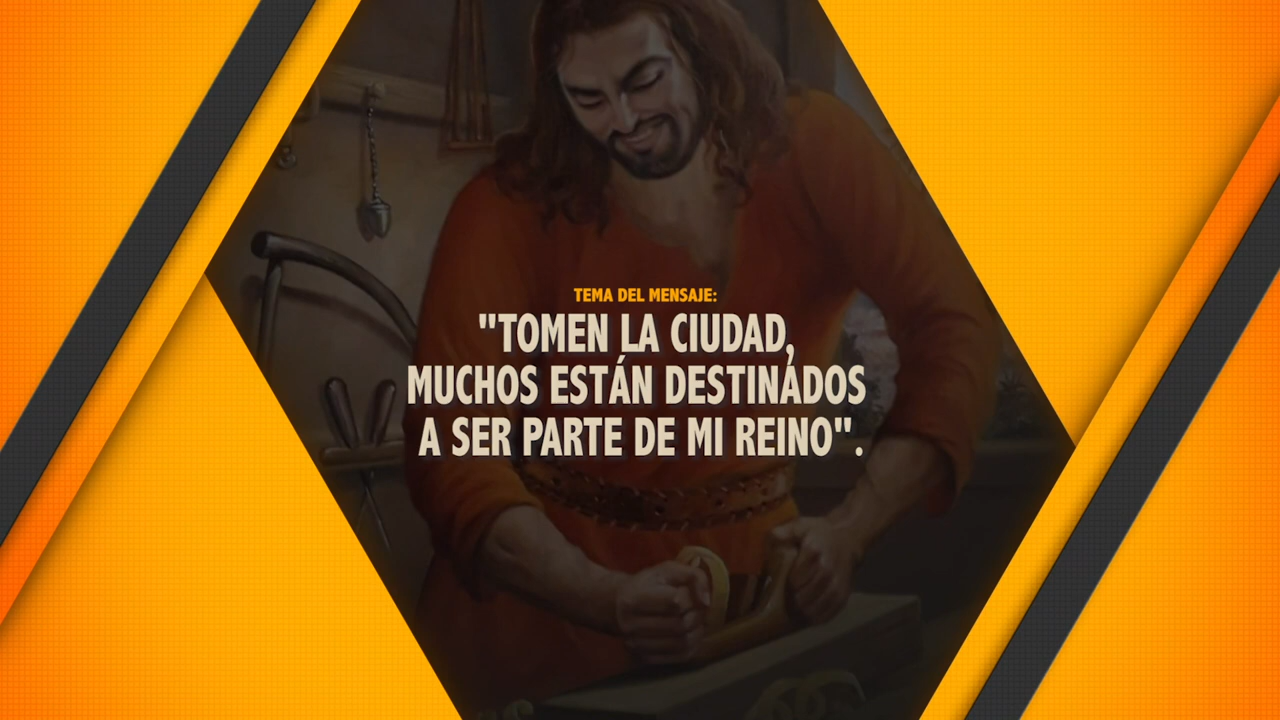 TEMA DEL MENSAJE:
"TOMEN LA CIUDAD,
MUCHOS ESTÁN DESTINADOS
A SER PARTE DE MI REINO".